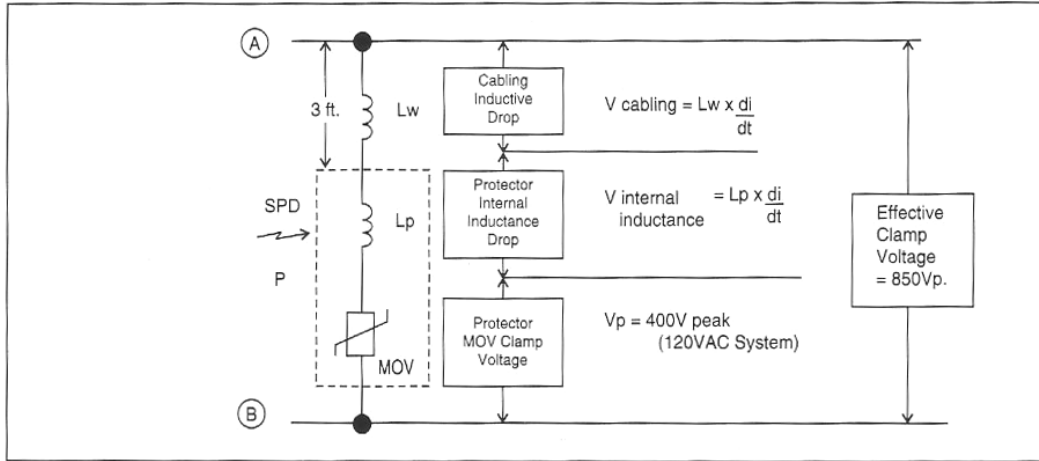 A
3 ft.
Lw
Cabling
Inductive
Drop
V cabling = Lw x di
dt
SPD
P
Lp
Protector
Internal
Inductance
Drop
V internal
inductance
= Lp x di
dt
Effective
Clamp
Voltage
= 850Vp.
MOV
Protector
MOV Clamp
Voltage
Vp = 400V peak
(120VAC System)
B